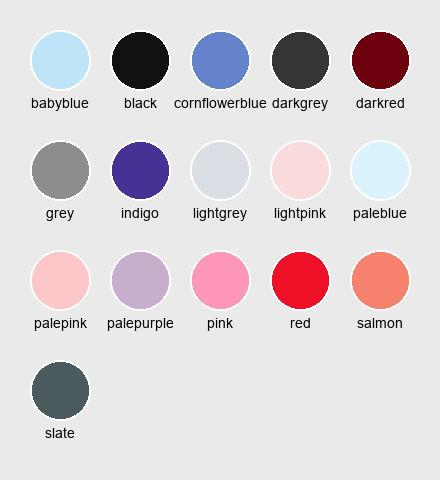 babyblue black cornflowerblue darkgrey darkred
grey indigo lightgrey lightpink paleblue
palepink palepurple pink red salmon
slate